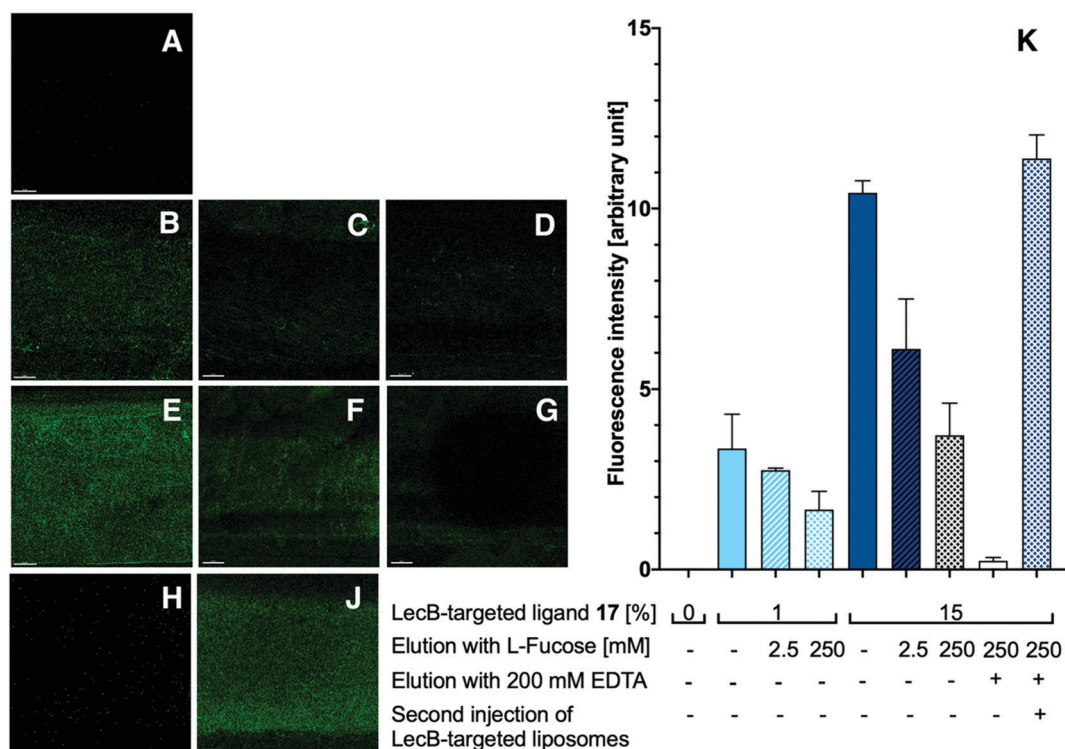 A
B
C
D
E
F
G
H
J
K
Fluorescence intensity [arbitrary unit]
15
10
5
0
LecB-targeted ligand 17 [%] 0 1 15
Elution with L-Fucose [mM] - - 2.5 250 - 2.5 250 250 250
Elution with 200 mM EDTA - - - - - - - + +
Second injection of
LecB-targeted liposomes - - - - - - - - +